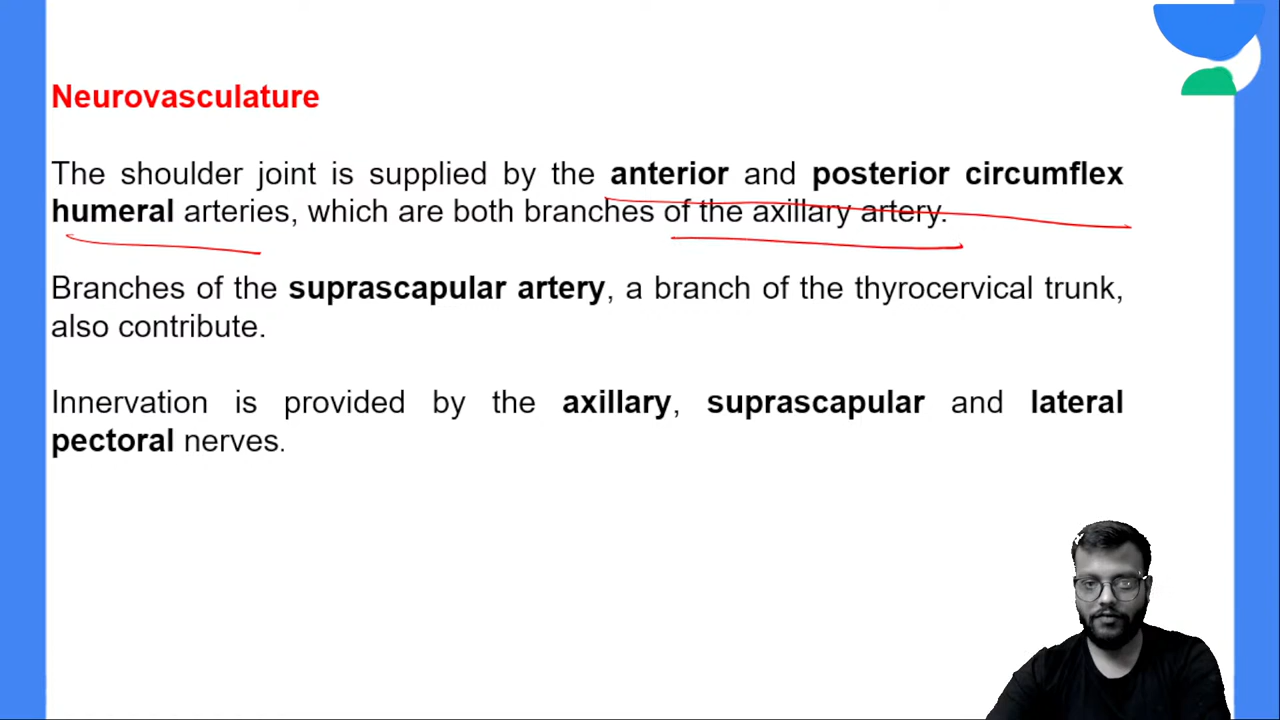 Neurovasculature
The shoulder joint is supplied by the anterior and posterior circumflex
humeral arteries, which are both branches of the axillary artery.
Branches of the suprascapular artery, a branch of the thyrocervical trunk,
also contribute.
Innervation is provided by the axillary, suprascapular and lateral
pectoral nerves.